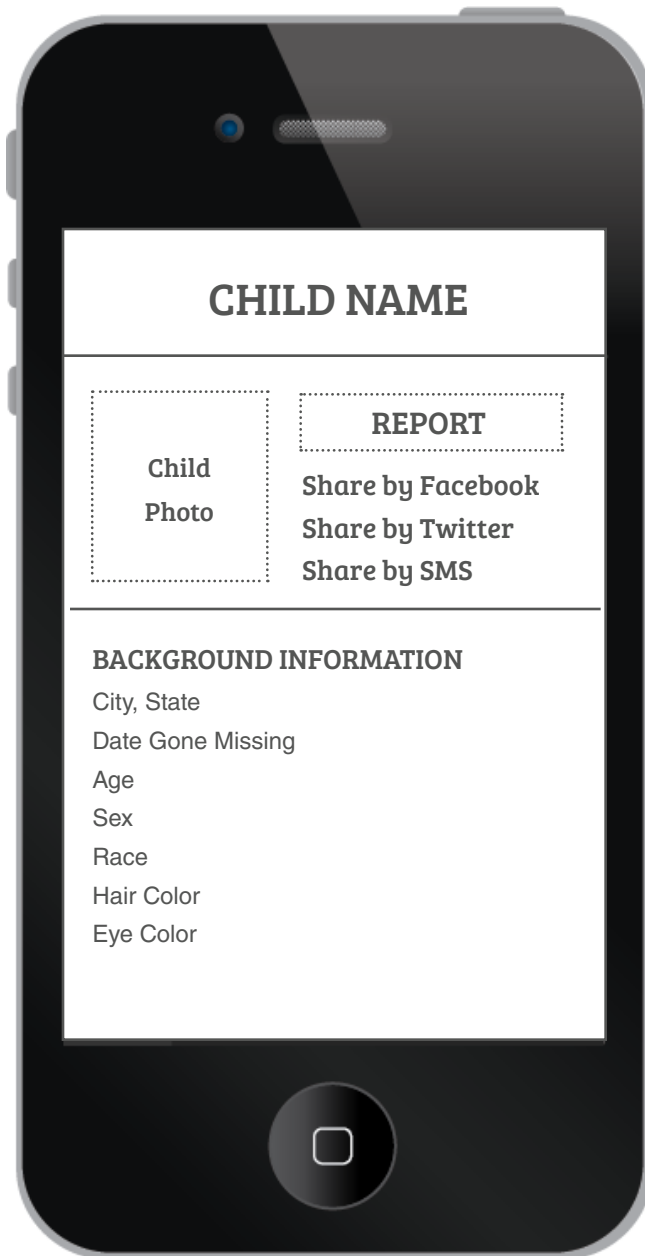 CHILD NAME
Child
Photo
REPORT
Share by Facebook
Share by Twitter
Share by SMS
BACKGROUND INFORMATION
City, State
Date Gone Missing
Age
Sex
Race
Hair Color
Eye Color